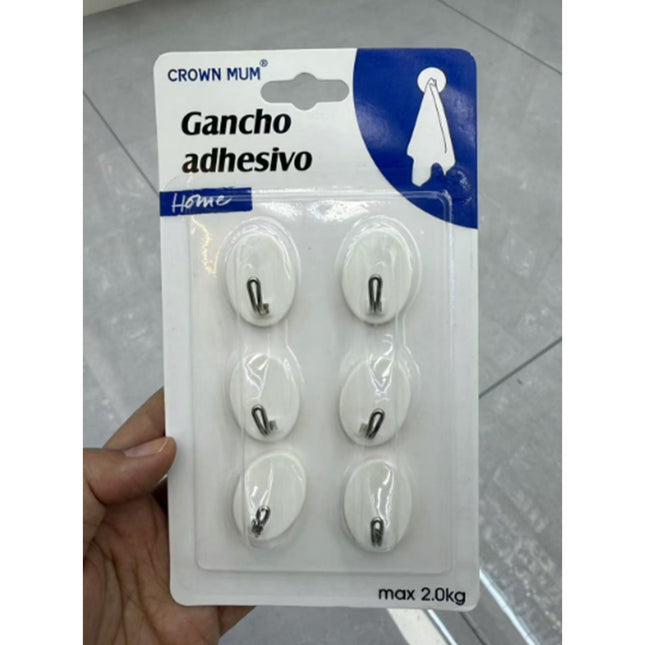 CROWN MUM®
Gancho
adhesivo
Home
max 2.0kg